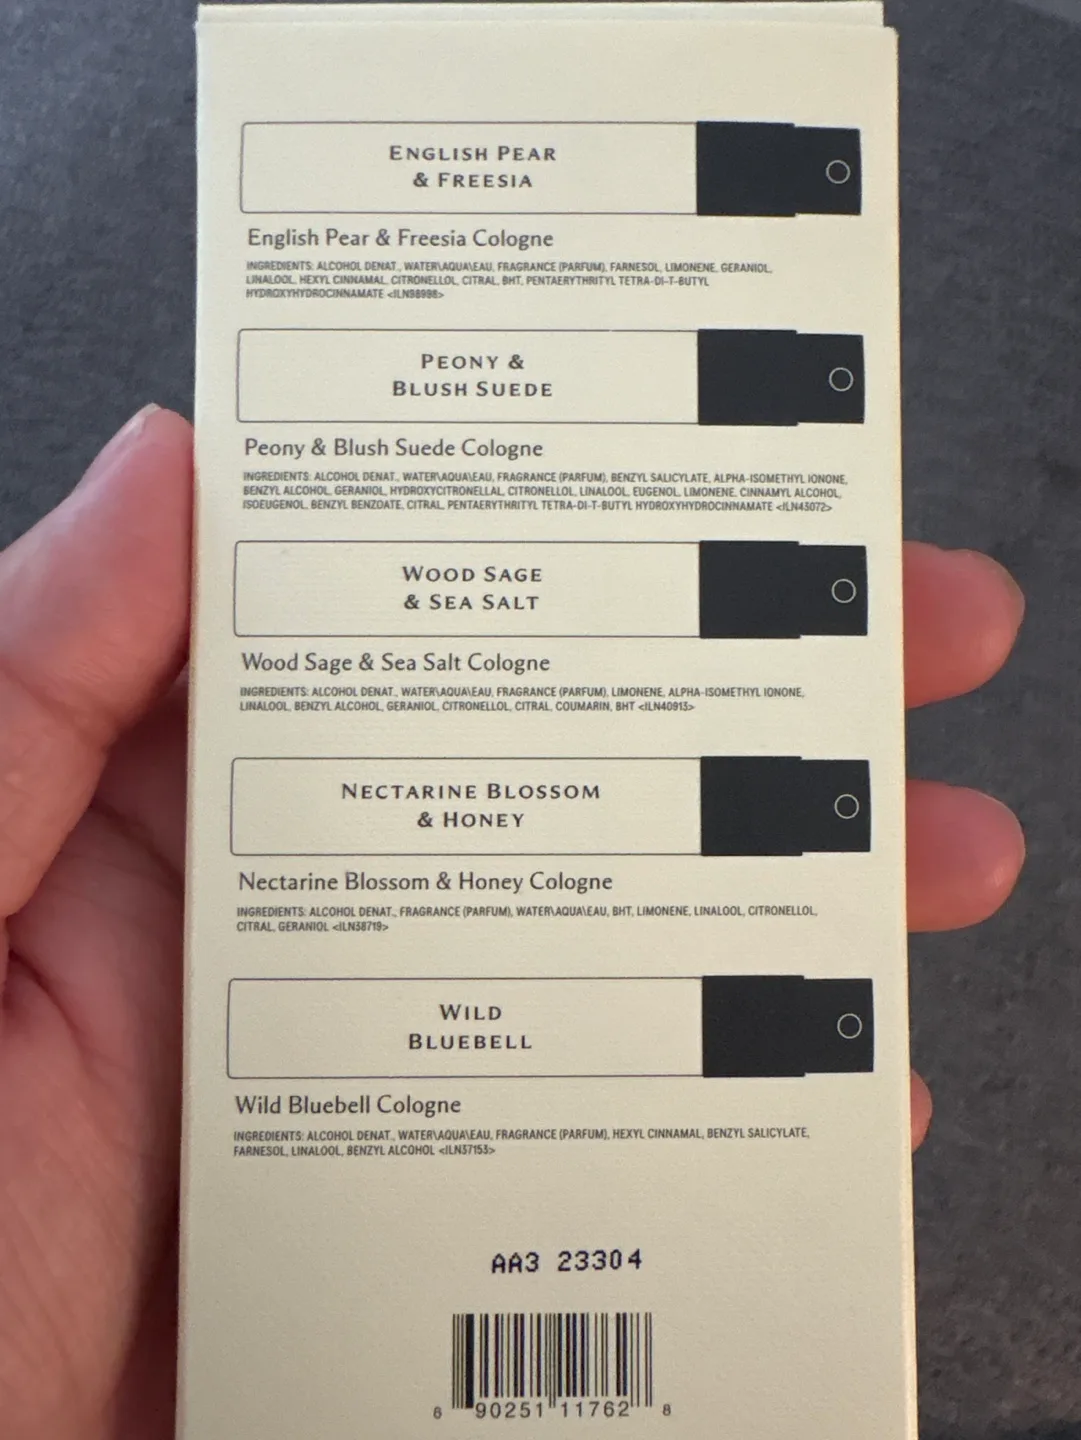 ENGLISH PEAR
& FREESIA
English Pear & Freesia Cologne
INGREDIENTS: ALCOHOL DENAT., WATER\AQUA\EAU, FRAGRANCE (PARFUM), FARNESOL, LIMONENE, GERANIOL,
LINALOOL, HEXYL CINNAMAL, CITRONELLOL, CITRAL, BHT, PENTAERYTHRITYL TETRA-DI-T-BUTYL
HYDROXYHYDROCINNAMATE
PEONY &
BLUSH SUEDE
Peony & Blush Suede Cologne
INGREDIENTS: ALCOHOL DENAT., WATER\AQUA\EAU, FRAGRANCE (PARFUM), BENZYL SALICYLATE, ALPHA-ISOMETHYL IONONE,
BENZYL ALCOHOL, GERANIOL, HYDROXYCITRONELLAL, CITRONELLOL, LINALOOL, EUGENOL, LIMONENE, CINNAMYL ALCOHOL,
ISOEUGENOL, BENZYL BENZOATE, CITRAL, PENTAERYTHRITYL TETRA-DI-T-BUTYL HYDROXYHYDROCINNAMATE <ILN45072>
WOOD SAGE
& SEA SALT
Wood Sage & Sea Salt Cologne
INGREDIENTS: ALCOHOL DENAT., WATER\AQUA\EAU, FRAGRANCE (PARFUM), LIMONENE, ALPHA-ISOMETHYL IONONE,
LINALOOL, BENZYL ALCOHOL, GERANIOL, CITRONELLOL, CITRAL, COUMARIN, BHT <ILN40913>
NECTARINE BLOSSOM
& HONEY
Nectarine Blossom & Honey Cologne
INGREDIENTS: ALCOHOL DENAT., FRAGRANCE (PARFUM), WATER\AQUA\EAU, BHT, LIMONENE, LINALOOL, CITRONELLOL,
CITRAL, GERANIOL <ILN38719>
WILD
BLUEBELL
Wild Bluebell Cologne
INGREDIENTS: ALCOHOL DENAT., WATER\AQUA\EAU, FRAGRANCE (PARFUM), HEXYL CINNAMAL, BENZYL SALICYLATE,
FARNESOL, LINALOOL, BENZYL ALCOHOL <ILN37153>
AA3 23304
6 90251 11762 8